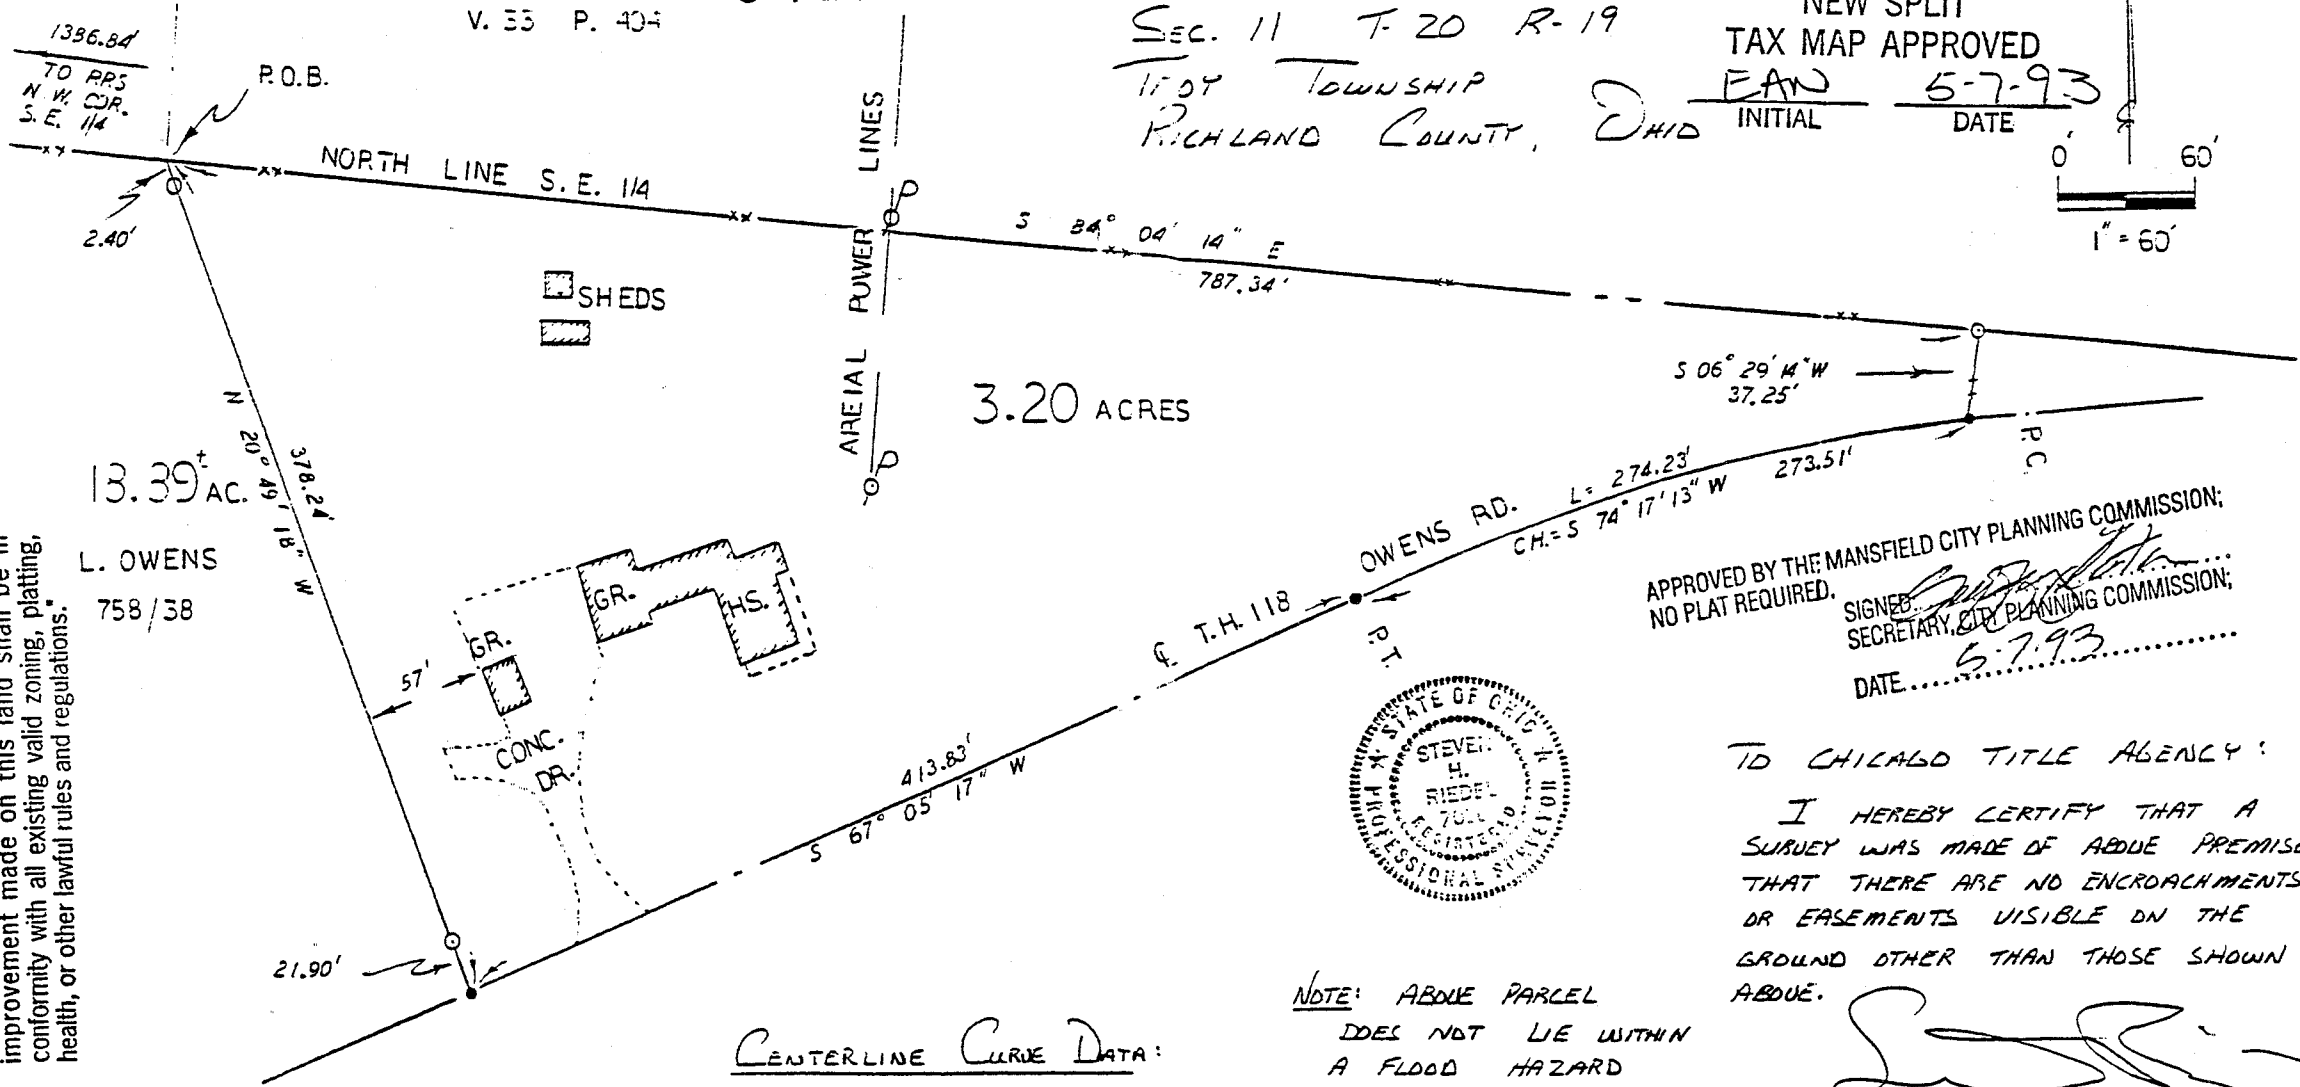 V. 33 P. 404
SEC. 11 T-20 R-19
TROY TOWNSHIP
RICHLAND COUNTY, OHIO
NEW SPLIT
TAX MAP APPROVED
EAN 5-7-93
INITIAL DATE
0' 60'
1" = 60'
1386.84'
TO RRS
N.W. COR.
S.E. 1/4
P.O.B.
2.40'
NORTH LINE S.E. 1/4
S 84° 04' 14" E
787.34'
AREIAL POWER LINES
SHEDS
3.20 ACRES
S 06° 29' 14" W
37.25'
P.C.
N 20° 49' 18" W
378.24'
13.39± AC.
L. OWENS
758/38
improvement made on this land shall be in
conformity with all existing valid zoning, platting,
health, or other lawful rules and regulations."
GR.
HS.
GR.
57'
CONC.
DR.
21.90'
OWENS RD.
L= 274.23'
273.51'
CH.= S 74° 17' 13" W
℄ T.H. 118
P.T.
413.83'
S 67° 05' 17" W
APPROVED BY THE MANSFIELD CITY PLANNING COMMISSION;
NO PLAT REQUIRED.
SIGNED
SECRETARY, CITY PLANNING COMMISSION;
DATE 5-7-93
STATE OF OHIO
STEVEN
H.
RIEDEL
REGISTERED
PROFESSIONAL SURVEYOR
TO CHICAGO TITLE AGENCY:
I HEREBY CERTIFY THAT A
SURVEY WAS MADE OF ABOVE PREMISE
THAT THERE ARE NO ENCROACHMENTS
OR EASEMENTS VISIBLE ON THE
GROUND OTHER THAN THOSE SHOWN
ABOVE.
NOTE: ABOVE PARCEL
DOES NOT LIE WITHIN
A FLOOD HAZARD
CENTERLINE CURVE DATA: